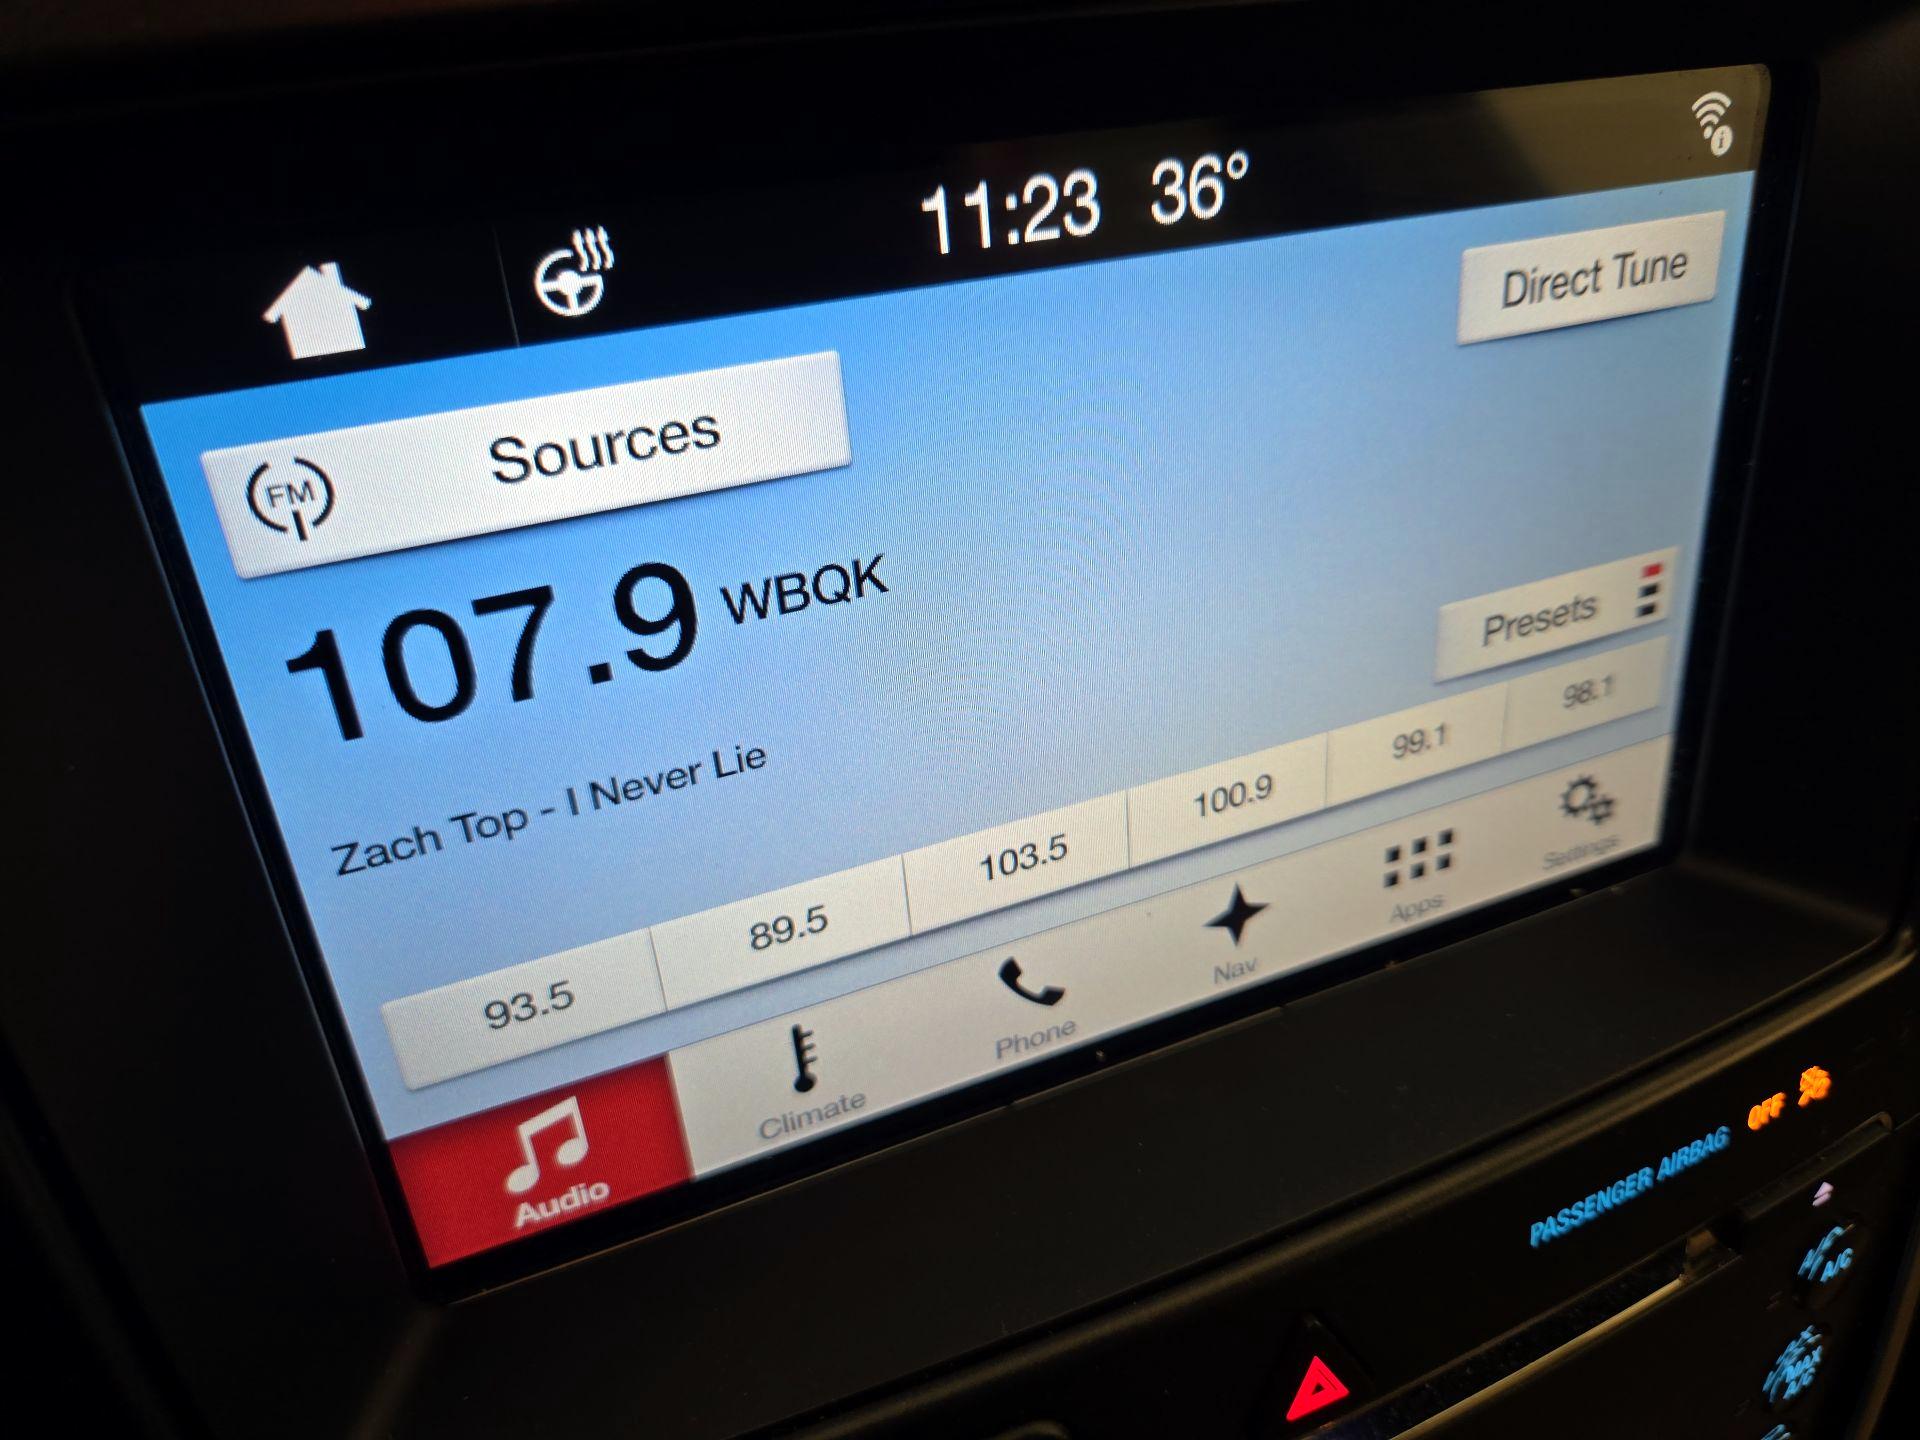 11:23 36°
Direct Tune
FM Sources
107.9 WBQK
Presets
Zach Top - I Never Lie
93.5 89.5 103.5 100.9 99.1 98.1
Audio Climate Phone Nav Apps Settings
PASSENGER AIRBAG OFF
A/C
MAX
A/C